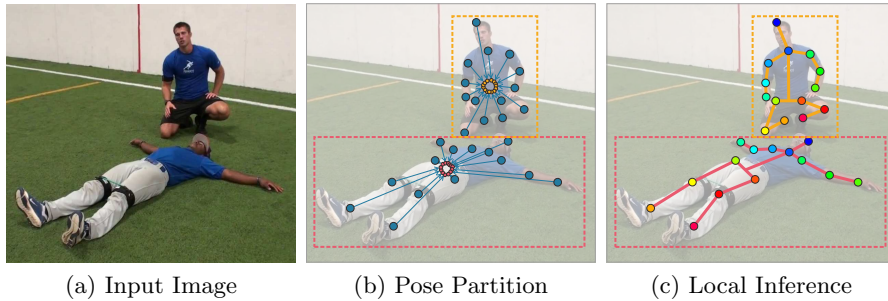 (a) Input Image
(b) Pose Partition
(c) Local Inference